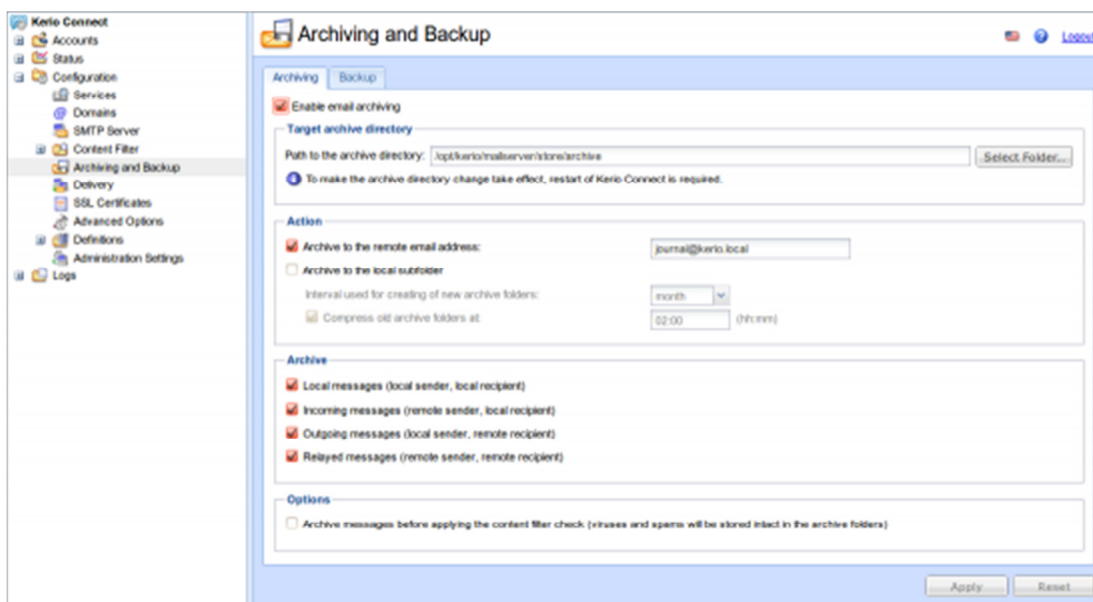 Kerio Connect
Accounts
Status
Configuration
Services
Domains
SMTP Server
Content Filter
Archiving and Backup
Delivery
SSL Certificates
Advanced Options
Definitions
Administration Settings
Logs
Archiving and Backup
Logout
Archiving Backup
Enable email archiving
Target archive directory
Path to the archive directory: /opt/kerio/mailserver/store/archive Select Folder...
To make the archive directory change take effect, restart of Kerio Connect is required.
Action
Archive to the remote email address: journal@kerio.local
Archive to the local subfolder
Interval used for creating of new archive folders: month
Compress old archive folders at: 02:00 (hh:mm)
Archive
Local messages (local sender, local recipient)
Incoming messages (remote sender, local recipient)
Outgoing messages (local sender, remote recipient)
Relayed messages (remote sender, remote recipient)
Options
Archive messages before applying the content filter check (viruses and spams will be stored intact in the archive folders)
Apply Reset